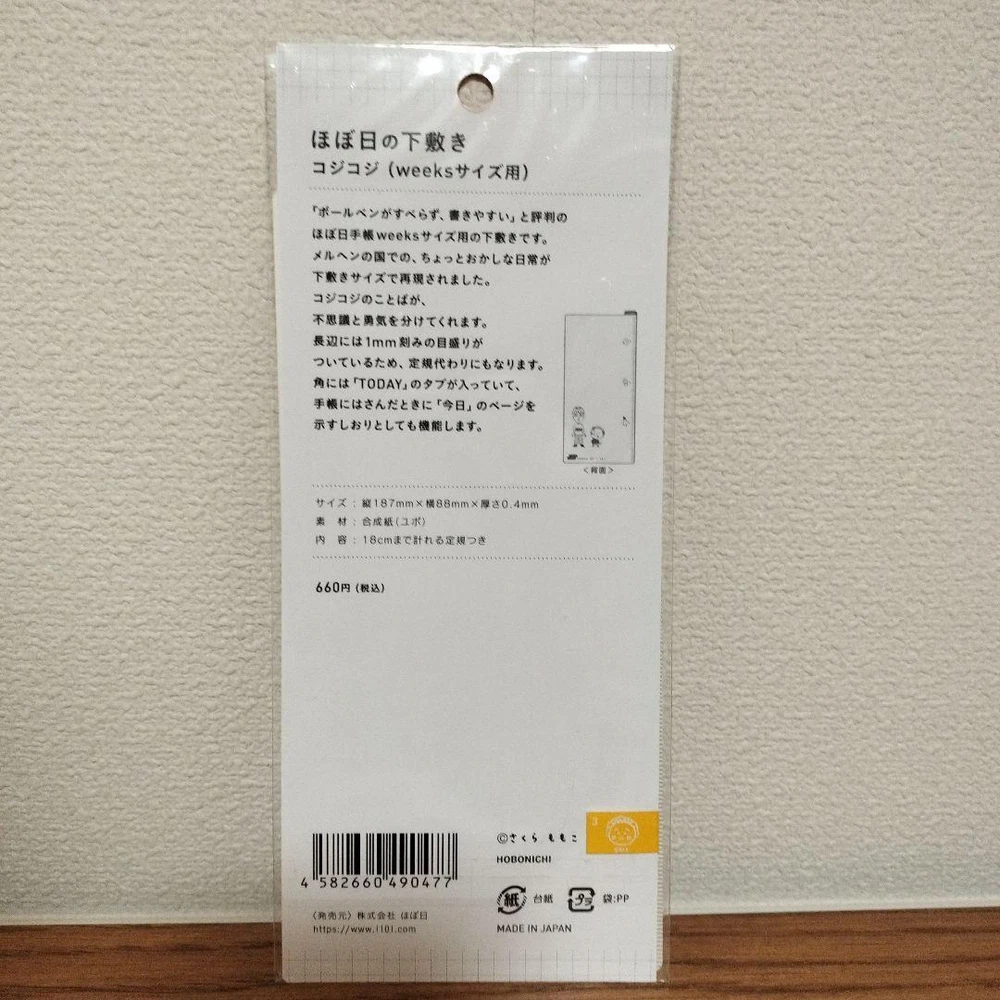 ほぼ日の下敷き
コジコジ（weeksサイズ用）
「ボールペンがすべらず、書きやすい」と評判の
ほぼ日手帳weeksサイズ用の下敷きです。
メルヘンの国での、ちょっとおかしな日常が
下敷きサイズで再現されました。
コジコジのことばが、
不思議と勇気を分けてくれます。
長辺には1mm刻みの目盛りが
ついているため、定規代わりにもなります。
角には「TODAY」のタブが入っていて、
手帳にはさんだときに「今日」のページを
示すしおりとしても機能します。
＜背面＞
サイズ：縦187mm×横88mm×厚さ0.4mm
素　材：合成紙（ユポ）
内　容：18cmまで計れる定規つき
660円（税込）
4 582660 490477
〈発売元〉株式会社 ほぼ日
https://www.1101.com
3
©さくらももこ
HOBONICHI
紙 台紙 プラ 袋:PP
MADE IN JAPAN